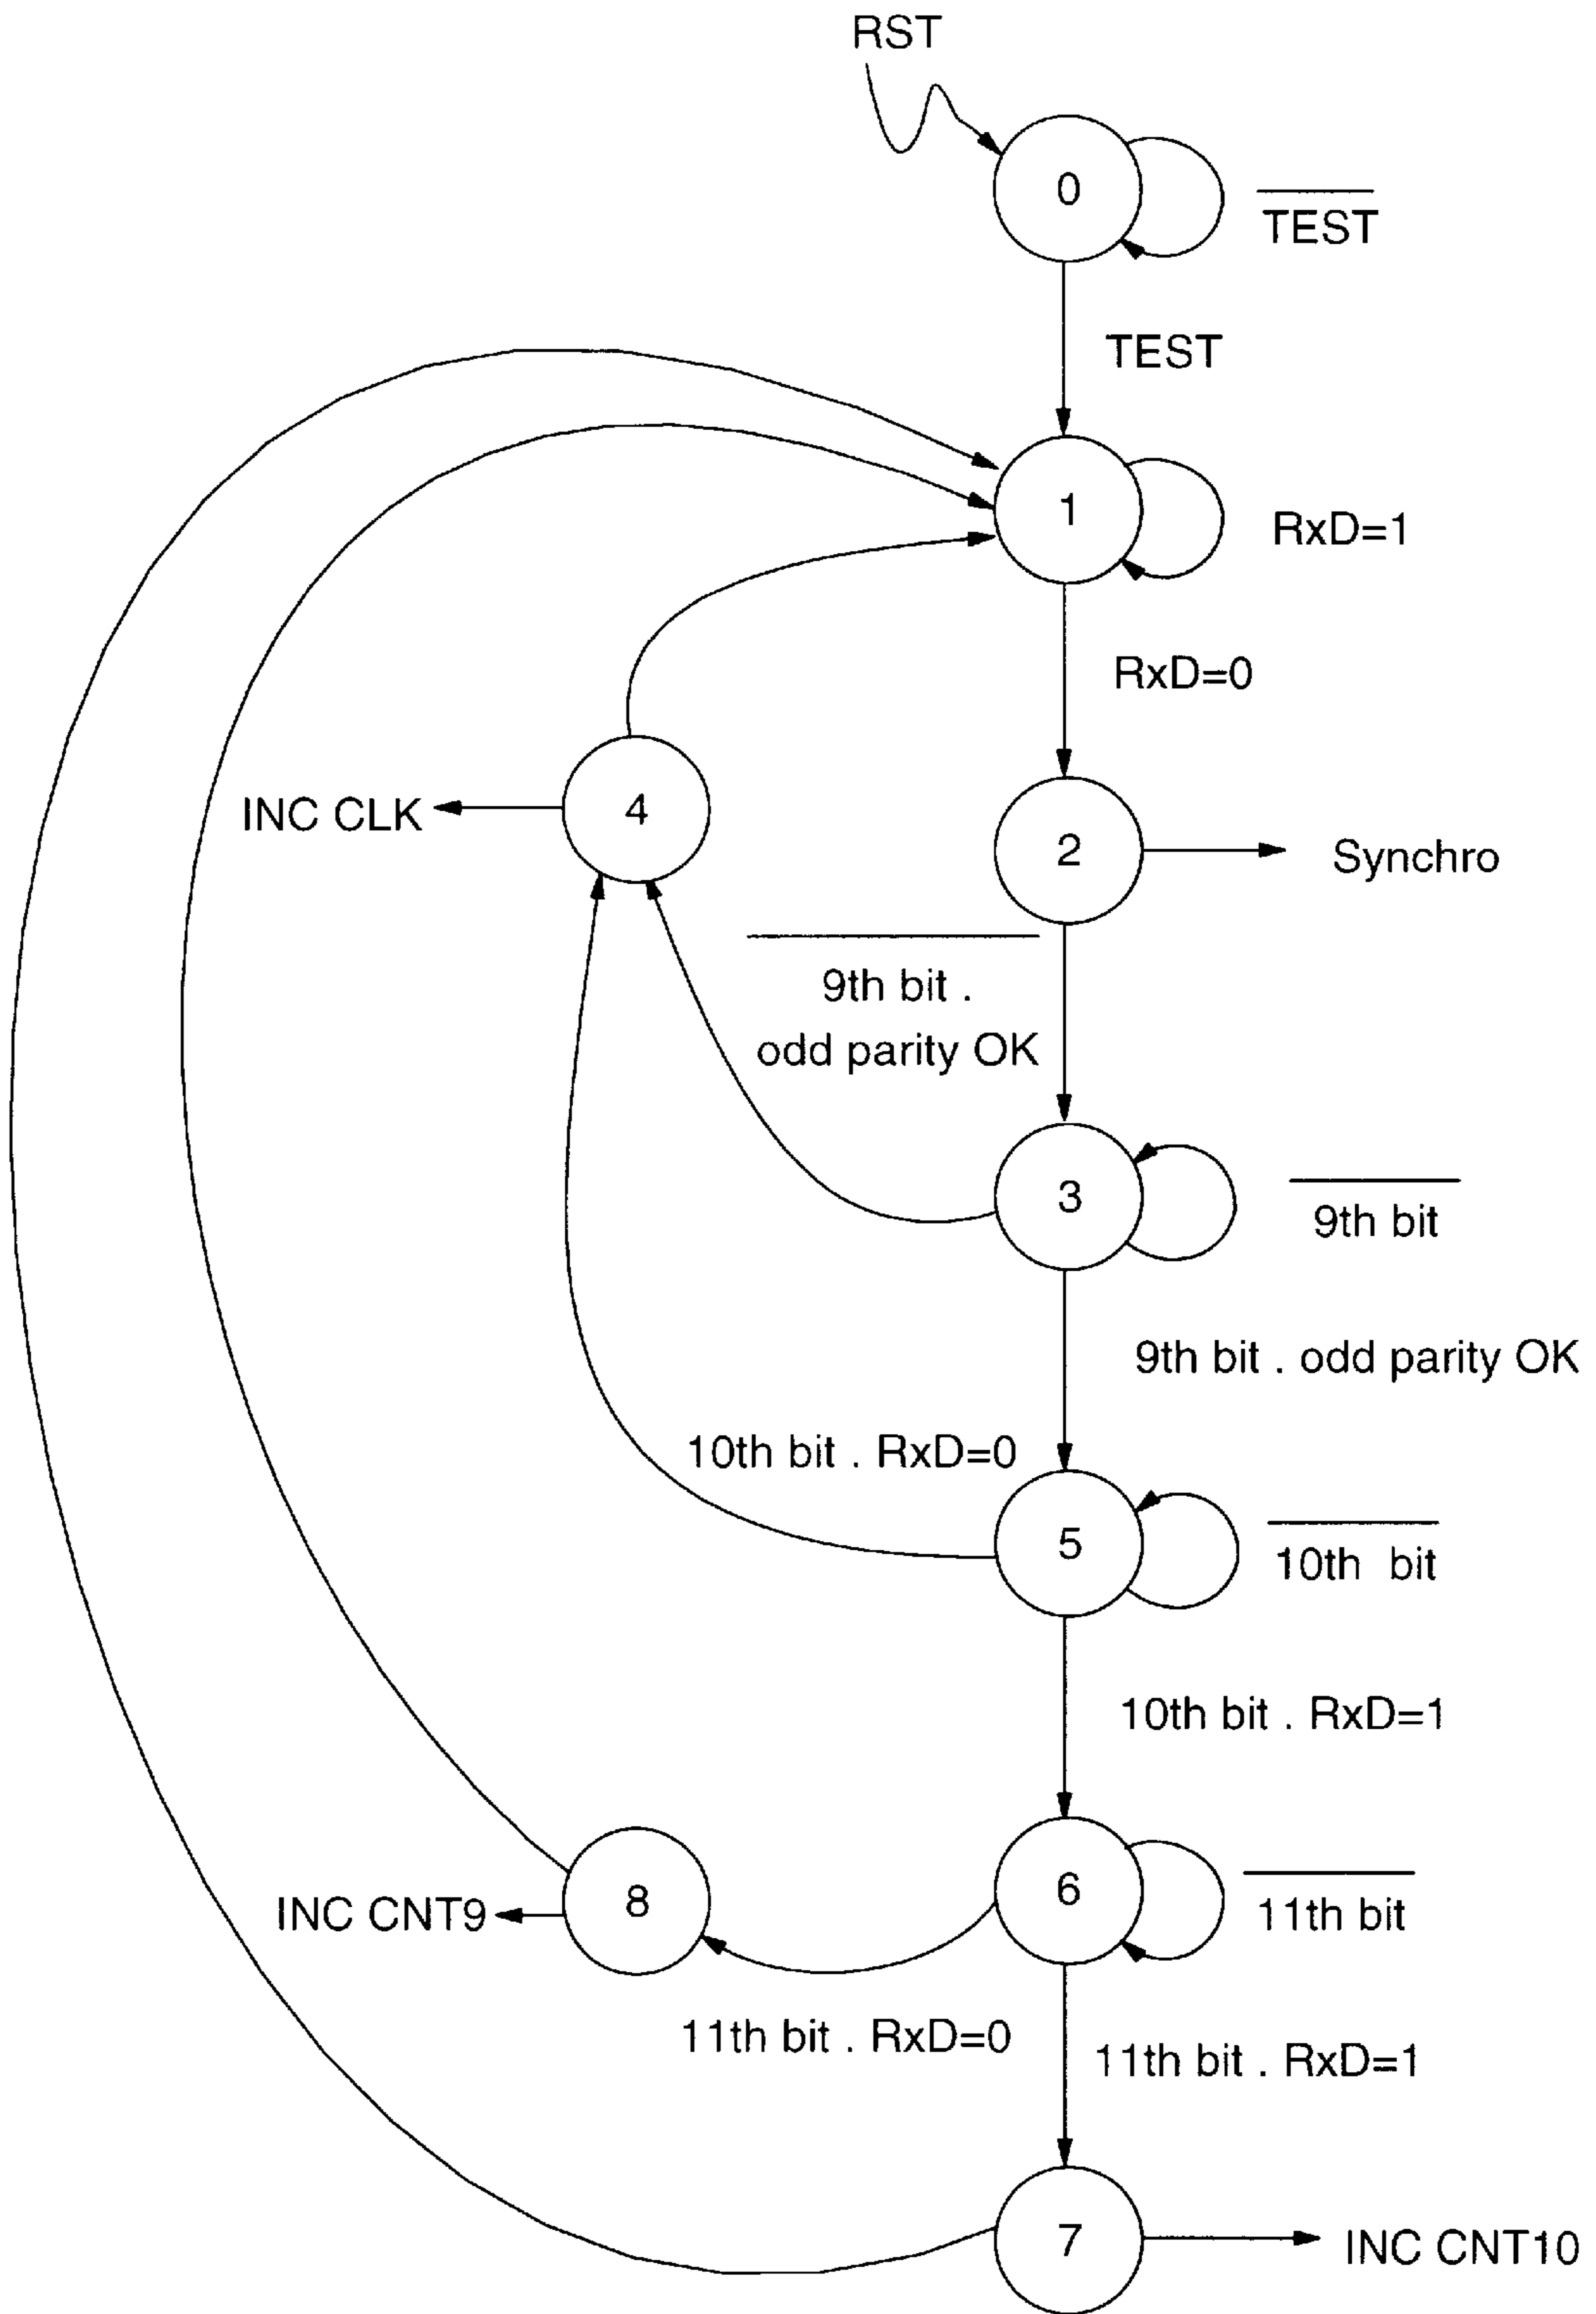 RST
0
TEST
TEST
1
RxD=1
RxD=0
4
INC CLK
2
Synchro
9th bit .
odd parity OK
3
9th bit
9th bit . odd parity OK
10th bit . RxD=0
5
10th bit
10th bit . RxD=1
6
11th bit
8
INC CNT9
11th bit . RxD=0
11th bit . RxD=1
7
INC CNT10